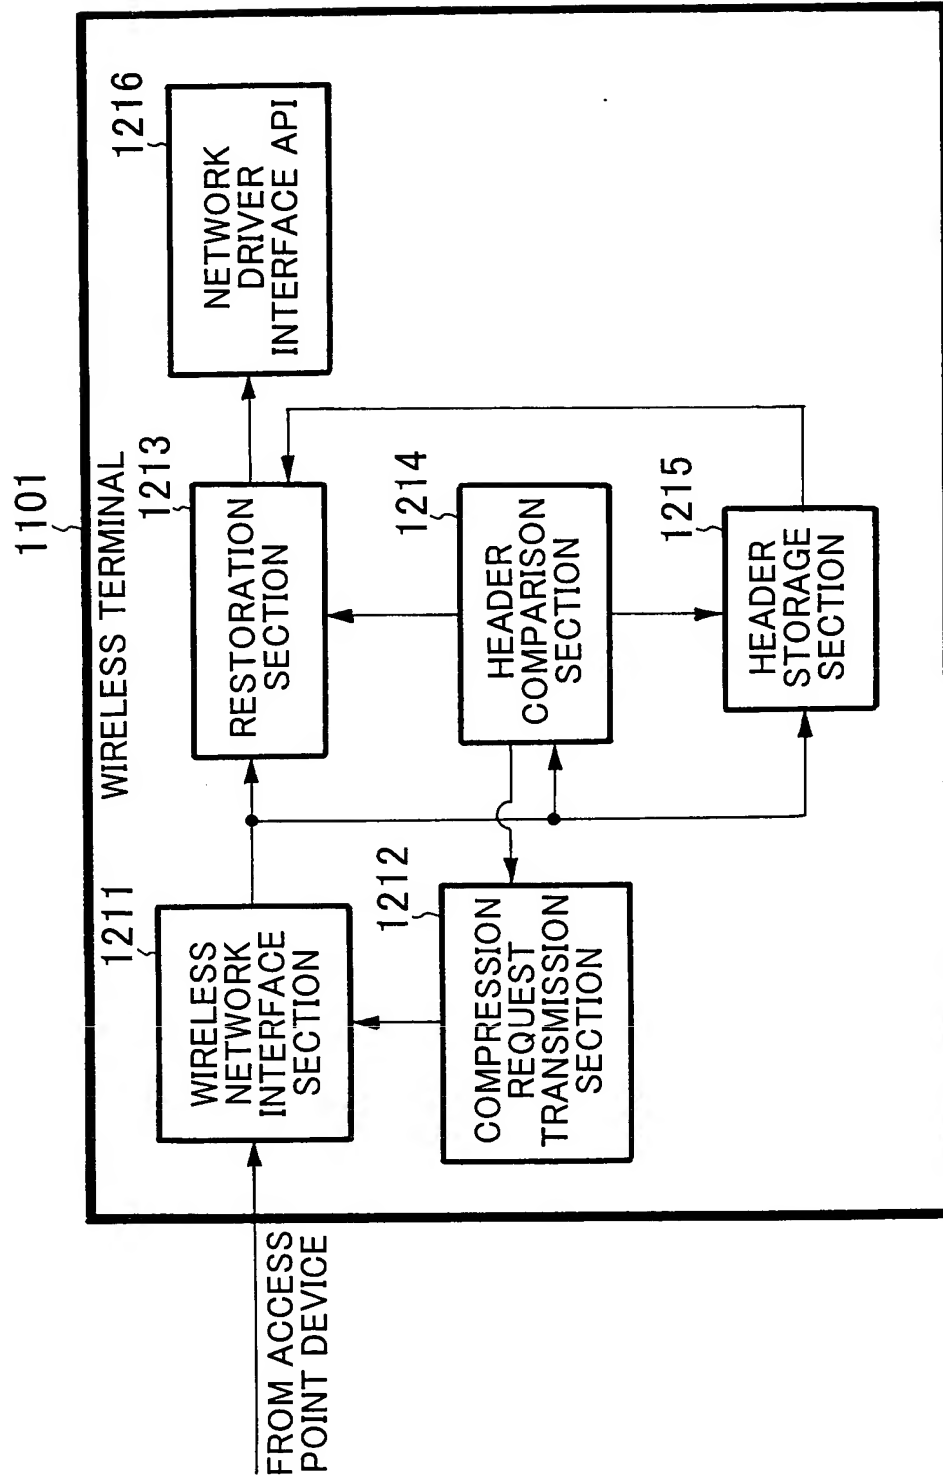 1101
WIRELESS TERMINAL
1211
WIRELESS
NETWORK
INTERFACE
SECTION
1213
RESTORATION
SECTION
1216
NETWORK
DRIVER
INTERFACE API
FROM ACCESS
POINT DEVICE
1212
COMPRESSION
REQUEST
TRANSMISSION
SECTION
1214
HEADER
COMPARISON
SECTION
1215
HEADER
STORAGE
SECTION